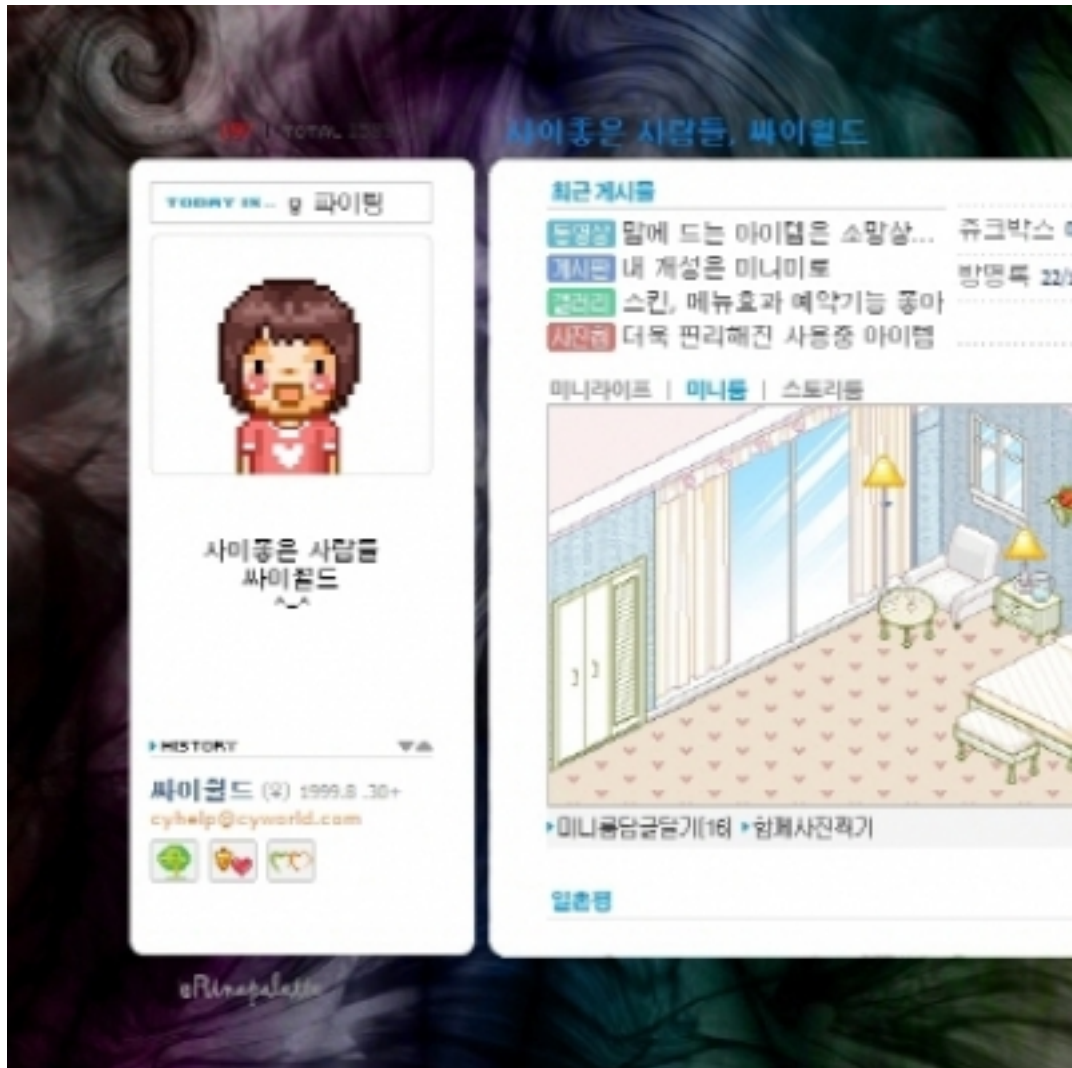 TOTAL
사이좋은 사람들, 싸이월드
TODAY IS.. 파이팅
사이좋은 사람들
싸이월드
^_^
▶HISTORY ▼▲
싸이월드 (우) 1999.8 .30+
cyhelp@cyworld.com
최근 게시물
동영상 맘에 드는 아이템은 소망상...
게시판 내 개성은 미니미로
갤러리 스킨, 메뉴효과 예약기능 좋아
사진첩 더욱 편리해진 사용중 아이템
쥬크박스
방명록 22/
미니라이프 | 미니룸 | 스토리룸
▶미니룸답글달기[16] ▶함께사진찍기
일촌평